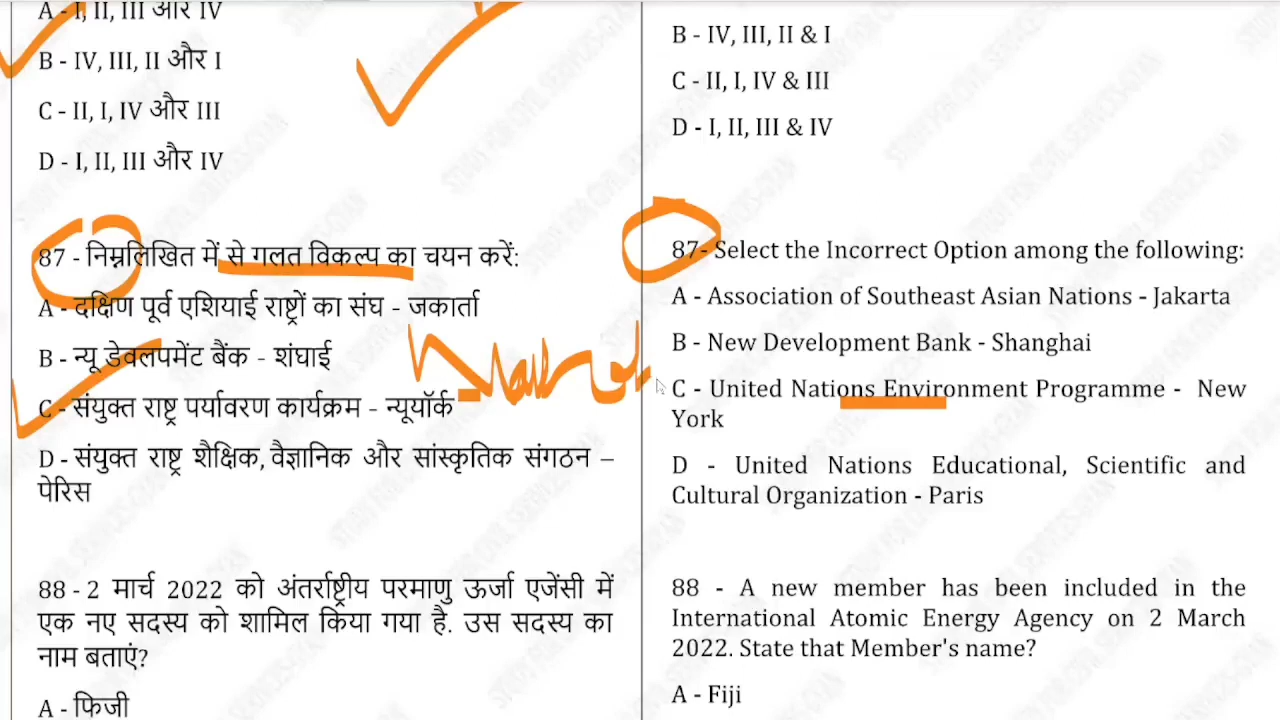 A - I, II, III और IV
B - IV, III, II और I
C - II, I, IV और III
D - I, II, III और IV
87 - निम्नलिखित में से गलत विकल्प का चयन करें:
A - दक्षिण पूर्व एशियाई राष्ट्रों का संघ - जकार्ता
B - न्यू डेवलपमेंट बैंक - शंघाई
C - संयुक्त राष्ट्र पर्यावरण कार्यक्रम - न्यूयॉर्क
D - संयुक्त राष्ट्र शैक्षिक, वैज्ञानिक और सांस्कृतिक संगठन –
पेरिस
88 - 2 मार्च 2022 को अंतर्राष्ट्रीय परमाणु ऊर्जा एजेंसी में
एक नए सदस्य को शामिल किया गया है. उस सदस्य का
नाम बताएं?
A - फिजी
B - IV, III, II & I
C - II, I, IV & III
D - I, II, III & IV
87- Select the Incorrect Option among the following:
A - Association of Southeast Asian Nations - Jakarta
B - New Development Bank - Shanghai
C - United Nations Environment Programme - New
York
D - United Nations Educational, Scientific and
Cultural Organization - Paris
88 - A new member has been included in the
International Atomic Energy Agency on 2 March
2022. State that Member's name?
A - Fiji